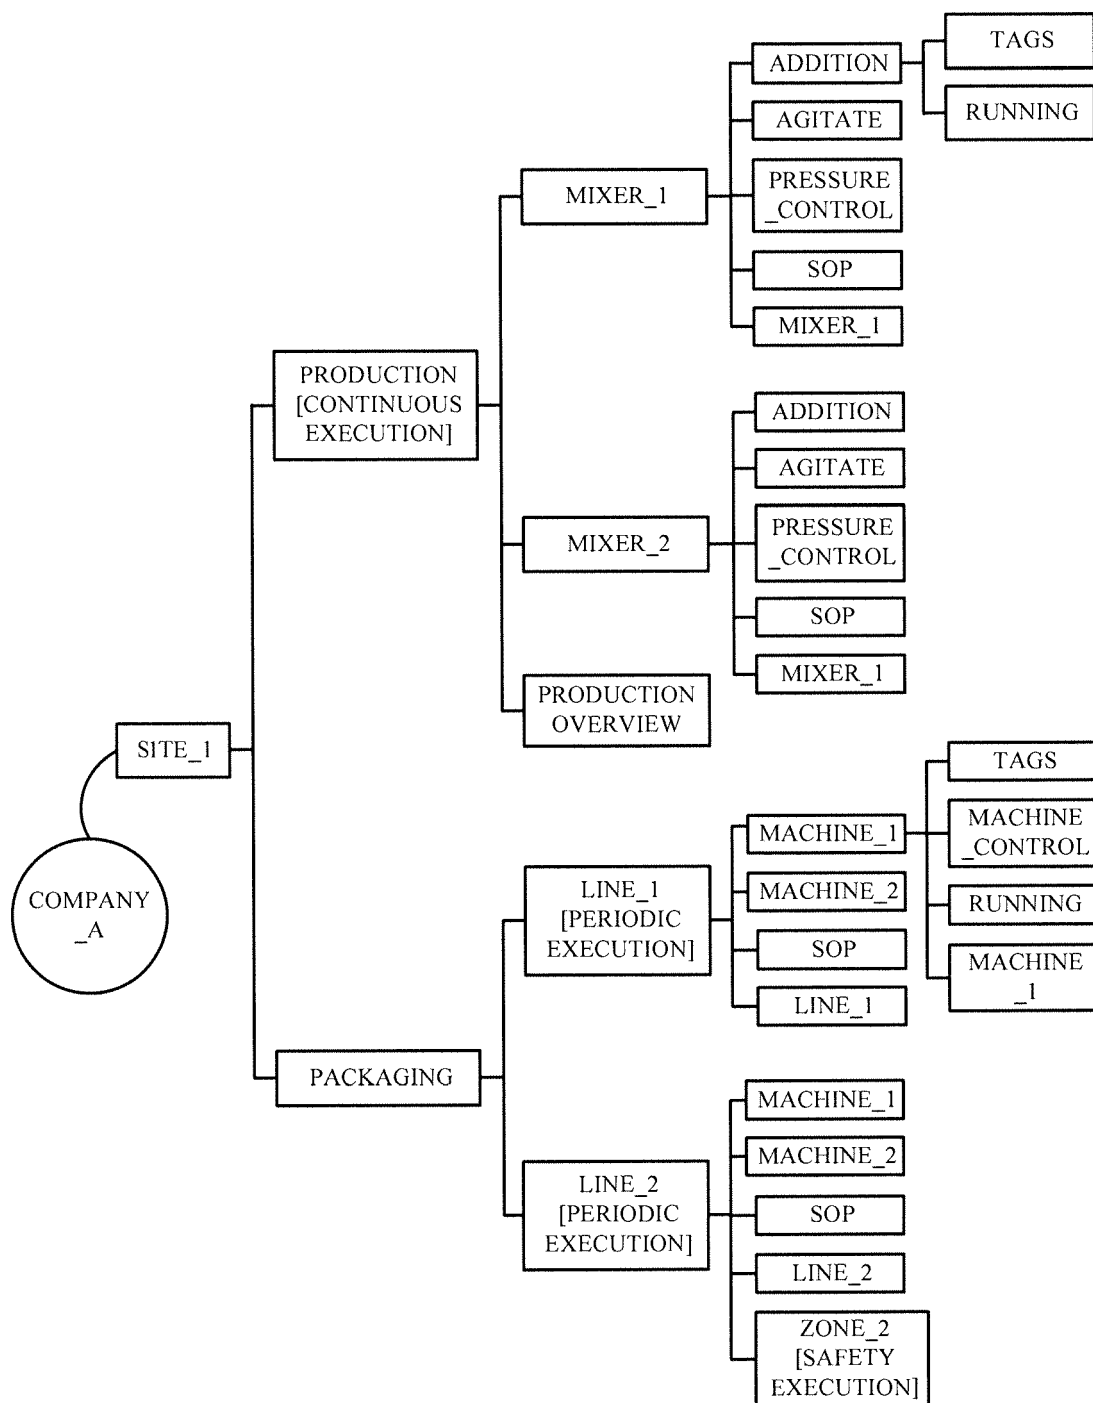 COMPANY
_A
SITE_1
PRODUCTION
[CONTINUOUS
EXECUTION]
MIXER_1
ADDITION
TAGS
RUNNING
AGITATE
PRESSURE
_CONTROL
SOP
MIXER_1
MIXER_2
ADDITION
AGITATE
PRESSURE
_CONTROL
SOP
MIXER_1
PRODUCTION
OVERVIEW
PACKAGING
LINE_1
[PERIODIC
EXECUTION]
MACHINE_1
TAGS
MACHINE
_CONTROL
RUNNING
MACHINE
_1
MACHINE_2
SOP
LINE_1
LINE_2
[PERIODIC
EXECUTION]
MACHINE_1
MACHINE_2
SOP
LINE_2
ZONE_2
[SAFETY
EXECUTION]